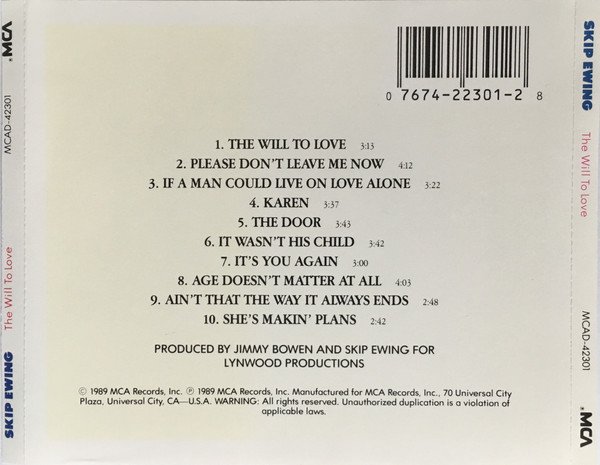 SKIP EWING
The Will To Love
MCAD-42301
MCA
0 7674-22301-2 8
1. THE WILL TO LOVE 3:13
2. PLEASE DON'T LEAVE ME NOW 4:12
3. IF A MAN COULD LIVE ON LOVE ALONE 3:22
4. KAREN 3:37
5. THE DOOR 3:43
6. IT WASN'T HIS CHILD 3:42
7. IT'S YOU AGAIN 3:00
8. AGE DOESN'T MATTER AT ALL 4:03
9. AIN'T THAT THE WAY IT ALWAYS ENDS 2:48
10. SHE'S MAKIN' PLANS 2:42
PRODUCED BY JIMMY BOWEN AND SKIP EWING FOR
LYNWOOD PRODUCTIONS
© 1989 MCA Records, Inc. ℗ 1989 MCA Records, Inc. Manufactured for MCA Records, Inc., 70 Universal City
Plaza, Universal City, CA—U.S.A. WARNING: All rights reserved. Unauthorized duplication is a violation of
applicable laws.
SKIP EWING
The Will To Love
MCAD-42301
MCA